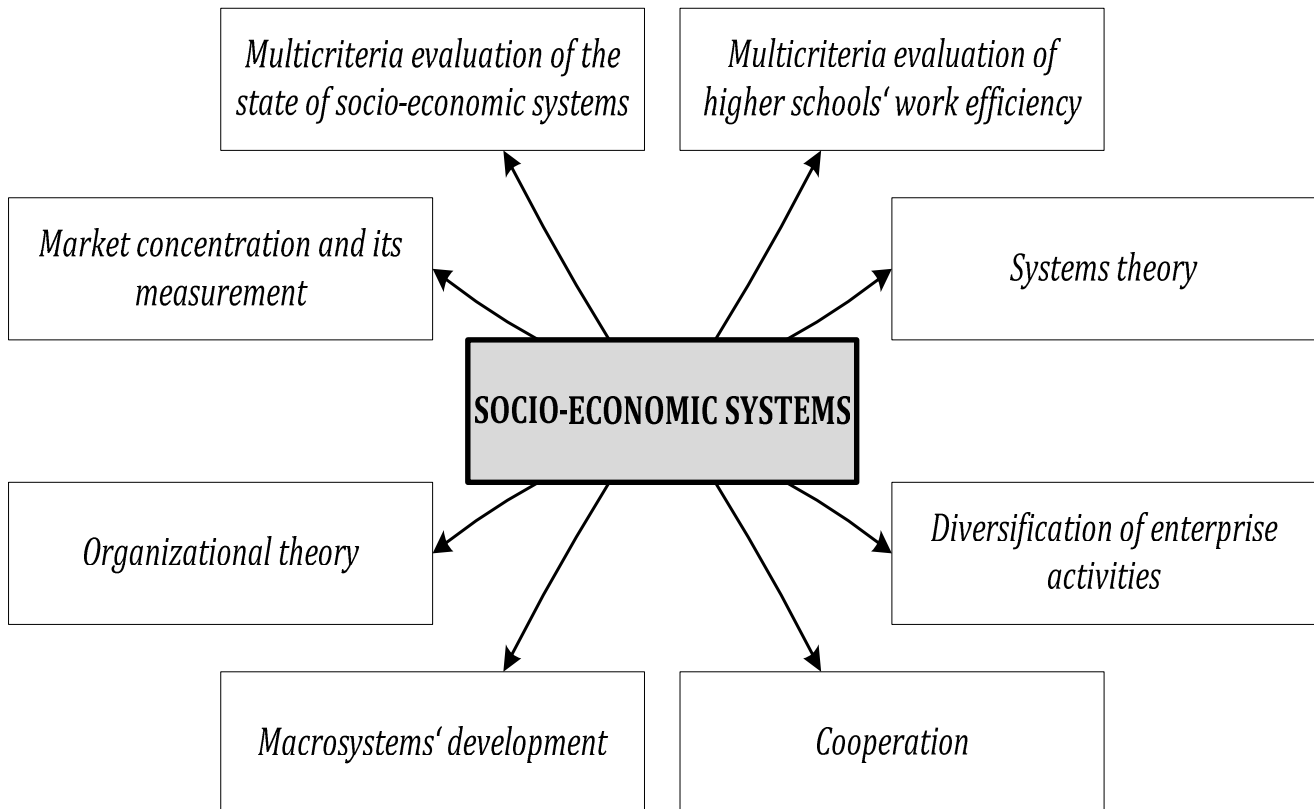 Multicriteria evaluation of the
state of socio-economic systems
Multicriteria evaluation of
higher schools‘ work efficiency
Market concentration and its
measurement
Systems theory
SOCIO-ECONOMIC SYSTEMS
Organizational theory
Diversification of enterprise
activities
Macrosystems‘ development
Cooperation